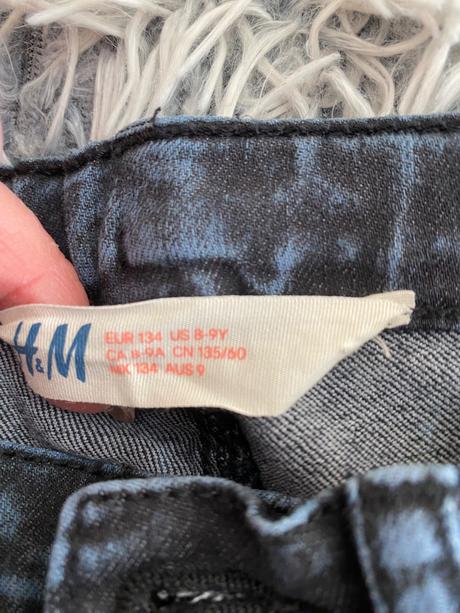 H&M
EUR 134 US 8-9Y
CA 8-9A CN 135/60
MX 134 AUS 9